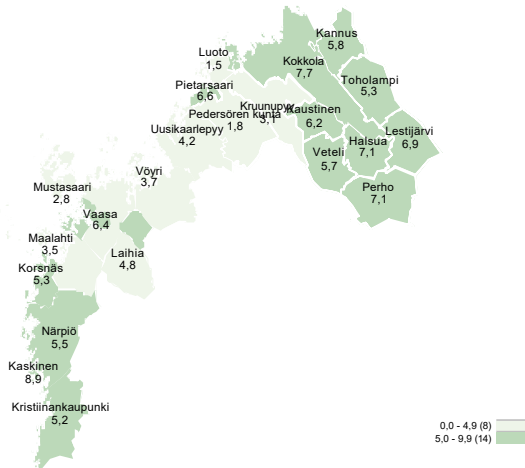 Kannus
5,8
Luoto
1,5
Kokkola
7,7
Toholampi
5,3
Pietarsaari
6,6
Kruunupyy
3,1
Kaustinen
6,2
Pedersören kunta
1,8
Uusikaarlepyy
4,2
Lestijärvi
6,9
Halsua
7,1
Veteli
5,7
Vöyri
3,7
Perho
7,1
Mustasaari
2,8
Vaasa
6,4
Maalahti
3,5
Laihia
4,8
Korsnäs
5,3
Närpiö
5,5
Kaskinen
8,9
Kristiinankaupunki
5,2
0,0 - 4,9 (8)
5,0 - 9,9 (14)